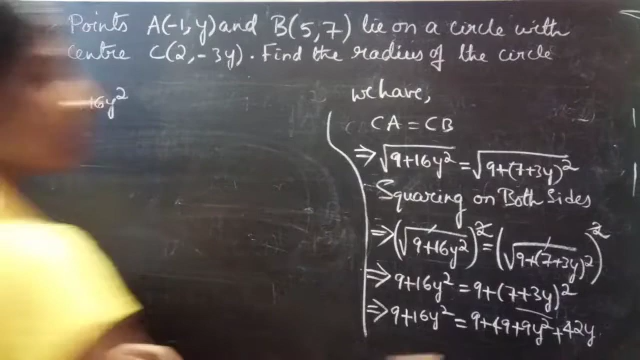 Points A(-1, y) and B(5, 7) lie on a circle with
centre C(2, -3y). Find the radius of the circle
16y²
we have,
CA = CB
⇒ √(9+16y²) = √(9+(7+3y)²)
Squaring on Both Sides
⇒ (√(9+16y²))² = (√(9+(7+3y)²))²
⇒ 9+16y² = 9+(7+3y)²
⇒ 9+16y² = 9+49+9y²+42y